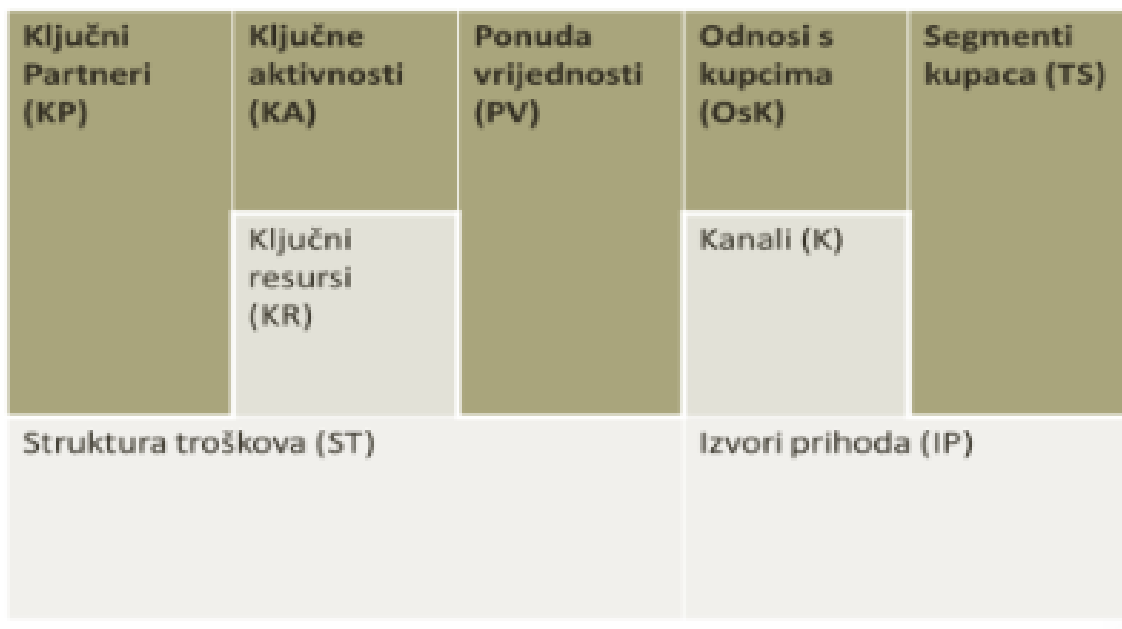 Ključni
Partneri
(KP)
Ključne
aktivnosti
(KA)
Ponuda
vrijednosti
(PV)
Odnosi s
kupcima
(OsK)
Segmenti
kupaca (TS)
Ključni
resursi
(KR)
Kanali (K)
Struktura troškova (ST)
Izvori prihoda (IP)